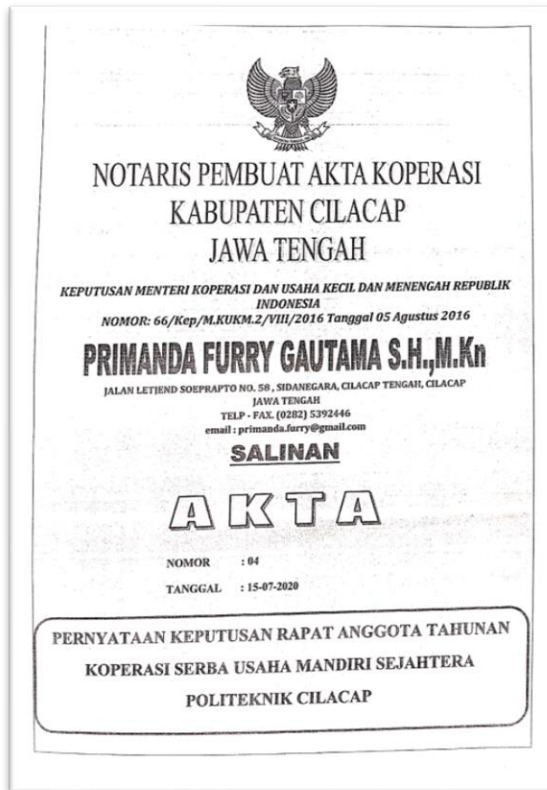 NOTARIS PEMBUAT AKTA KOPERASI
KABUPATEN CILACAP
JAWA TENGAH
KEPUTUSAN MENTERI KOPERASI DAN USAHA KECIL DAN MENENGAH REPUBLIK
INDONESIA
NOMOR: 66/Kep/M.KUKM.2/VIII/2016 Tanggal 05 Agustus 2016
PRIMANDA FURRY GAUTAMA S.H.,M.Kn
JALAN LETJEND SOEPRAPTO NO. 58 , SIDANEGARA, CILACAP TENGAH, CILACAP
JAWA TENGAH
TELP - FAX. (0282) 5392446
email : primanda.furry@gmail.com
SALINAN
AKTA
NOMOR : 04
TANGGAL : 15-07-2020
PERNYATAAN KEPUTUSAN RAPAT ANGGOTA TAHUNAN
KOPERASI SERBA USAHA MANDIRI SEJAHTERA
POLITEKNIK CILACAP